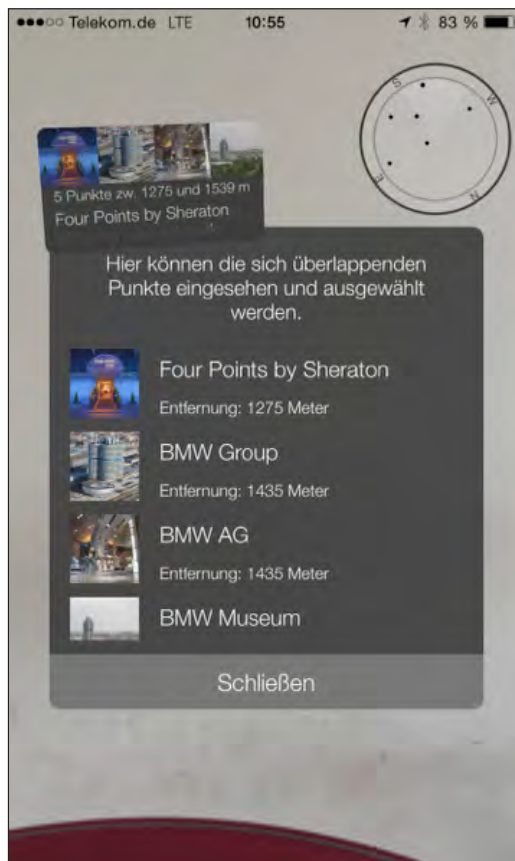 Telekom.de LTE 10:55 83 %
S
W
E
N
5 Punkte zw. 1275 und 1539 m
Four Points by Sheraton
Hier können die sich überlappenden
Punkte eingesehen und ausgewählt
werden.
Four Points by Sheraton
Entfernung: 1275 Meter
BMW Group
Entfernung: 1435 Meter
BMW AG
Entfernung: 1435 Meter
BMW Museum
Schließen